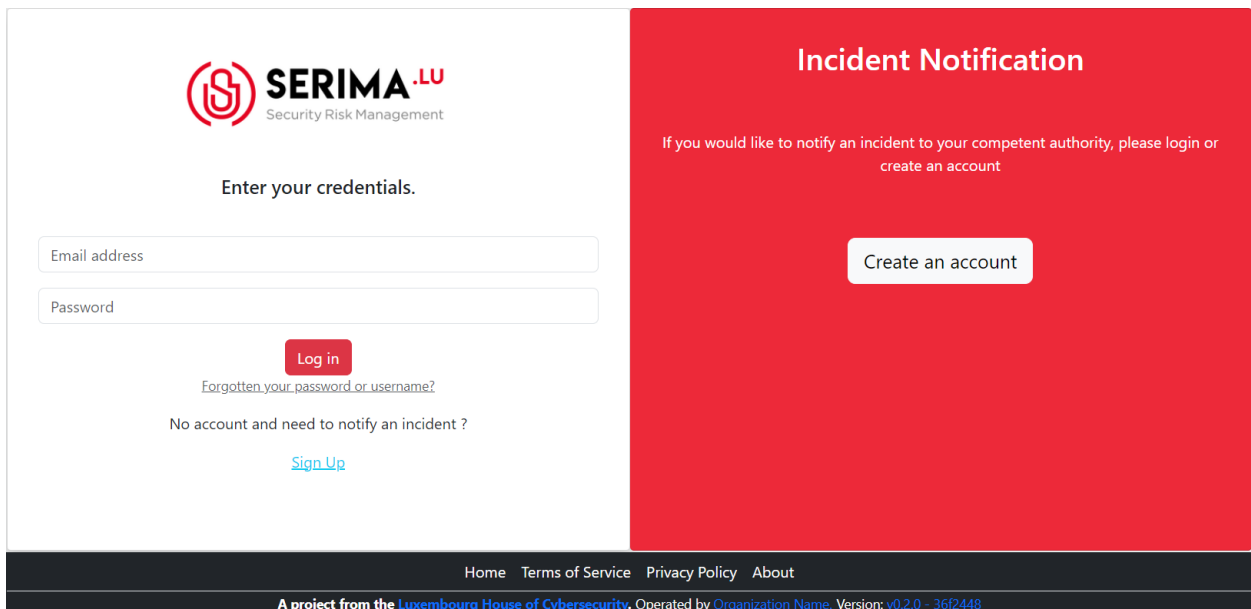 SERIMA.LU
Security Risk Management
Enter your credentials.
Email address
Password
Log in
Forgotten your password or username?
No account and need to notify an incident ?
Sign Up
Incident Notification
If you would like to notify an incident to your competent authority, please login or
create an account
Create an account
Home Terms of Service Privacy Policy About
A project from the Luxembourg House of Cybersecurity. Operated by Organization Name. Version: v0.2.0 - 36f2448